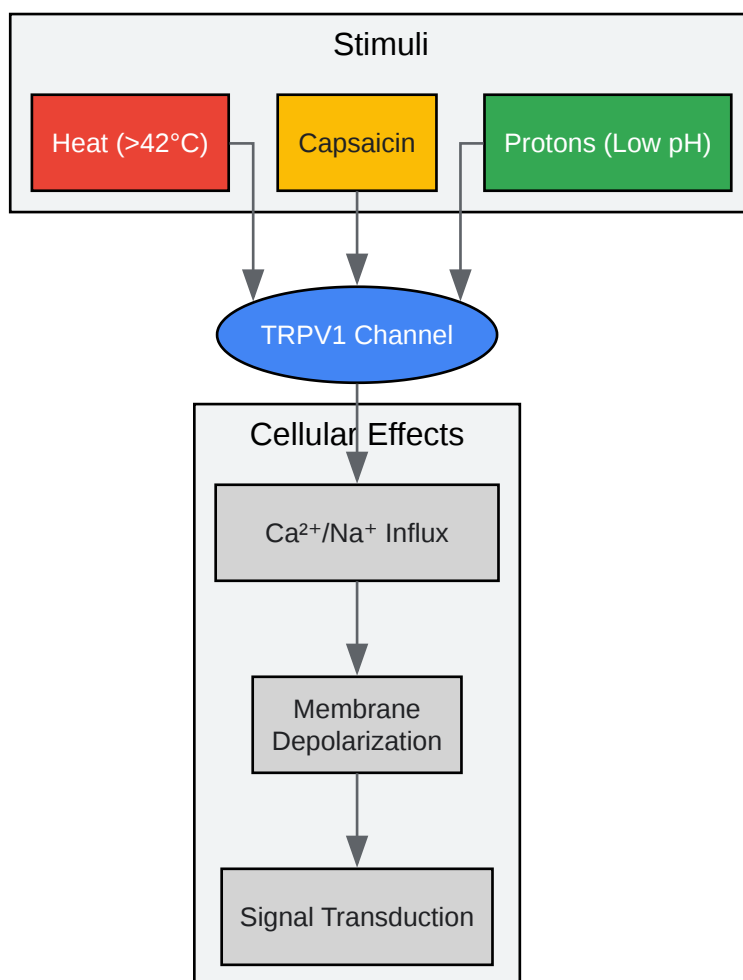 Stimuli
Heat (>42°C)
Capsaicin
Protons (Low pH)
TRPV1 Channel
Cellular Effects
Ca²⁺/Na⁺ Influx
Membrane
Depolarization
Signal Transduction